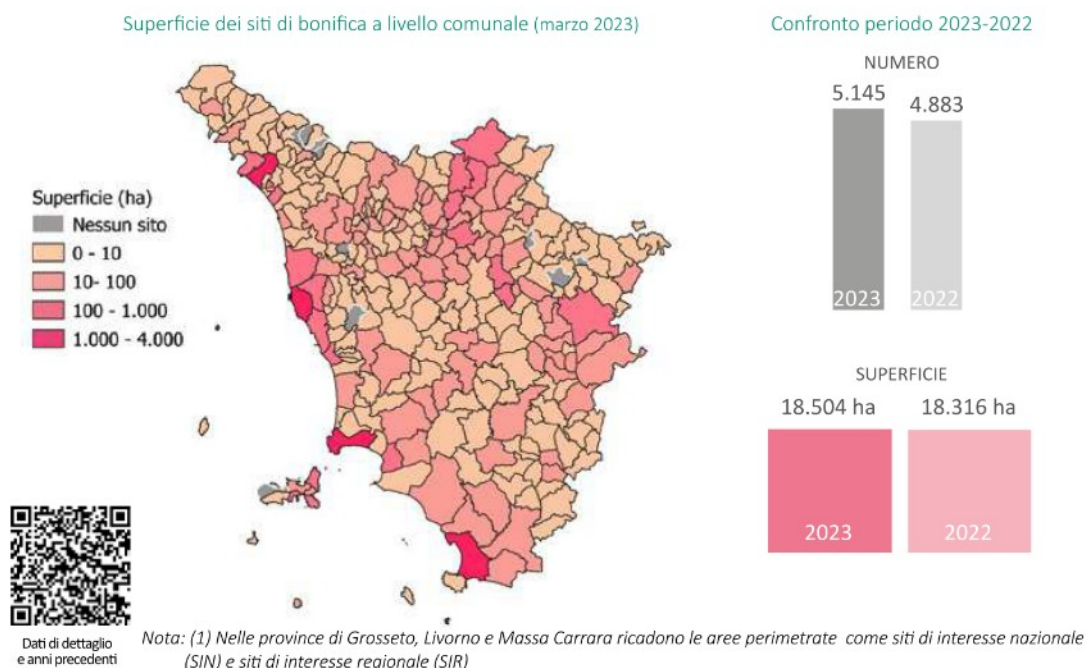 Superficie dei siti di bonifica a livello comunale (marzo 2023)
Superficie (ha)
Nessun sito
0 - 10
10- 100
100 - 1.000
1.000 - 4.000
Dati di dettaglio
e anni precedenti
Confronto periodo 2023-2022
NUMERO
5.145
4.883
2023
2022
SUPERFICIE
18.504 ha
18.316 ha
2023
2022
Nota: (1) Nelle province di Grosseto, Livorno e Massa Carrara ricadono le aree perimetrate come siti di interesse nazionale
(SIN) e siti di interesse regionale (SIR)